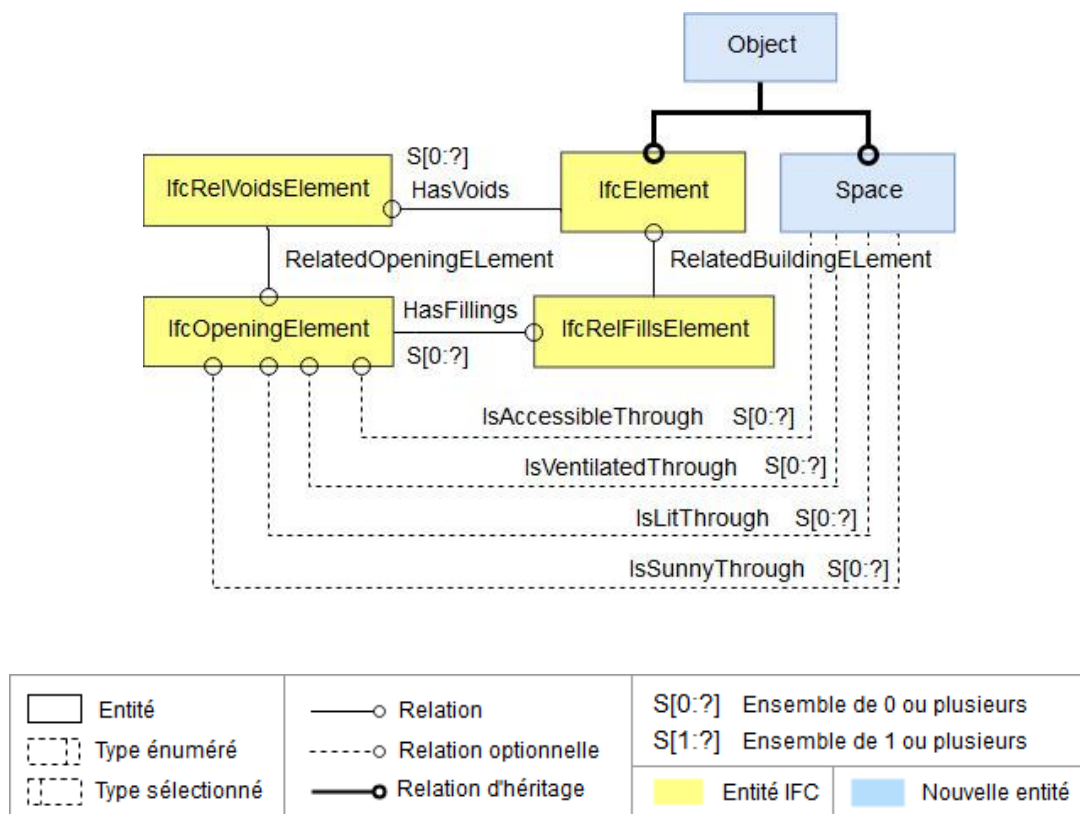 Object
S[0:?]
IfcRelVoidsElement
HasVoids
IfcElement
Space
RelatedOpeningELement
RelatedBuildingELement
IfcOpeningElement
HasFillings
S[0:?]
IfcRelFillsElement
IsAccessibleThrough S[0:?]
IsVentilatedThrough S[0:?]
IsLitThrough S[0:?]
IsSunnyThrough S[0:?]
Entité
Type énuméré
Type sélectionné
Relation
Relation optionnelle
Relation d'héritage
S[0:?] Ensemble de 0 ou plusieurs
S[1:?] Ensemble de 1 ou plusieurs
Entité IFC
Nouvelle entité